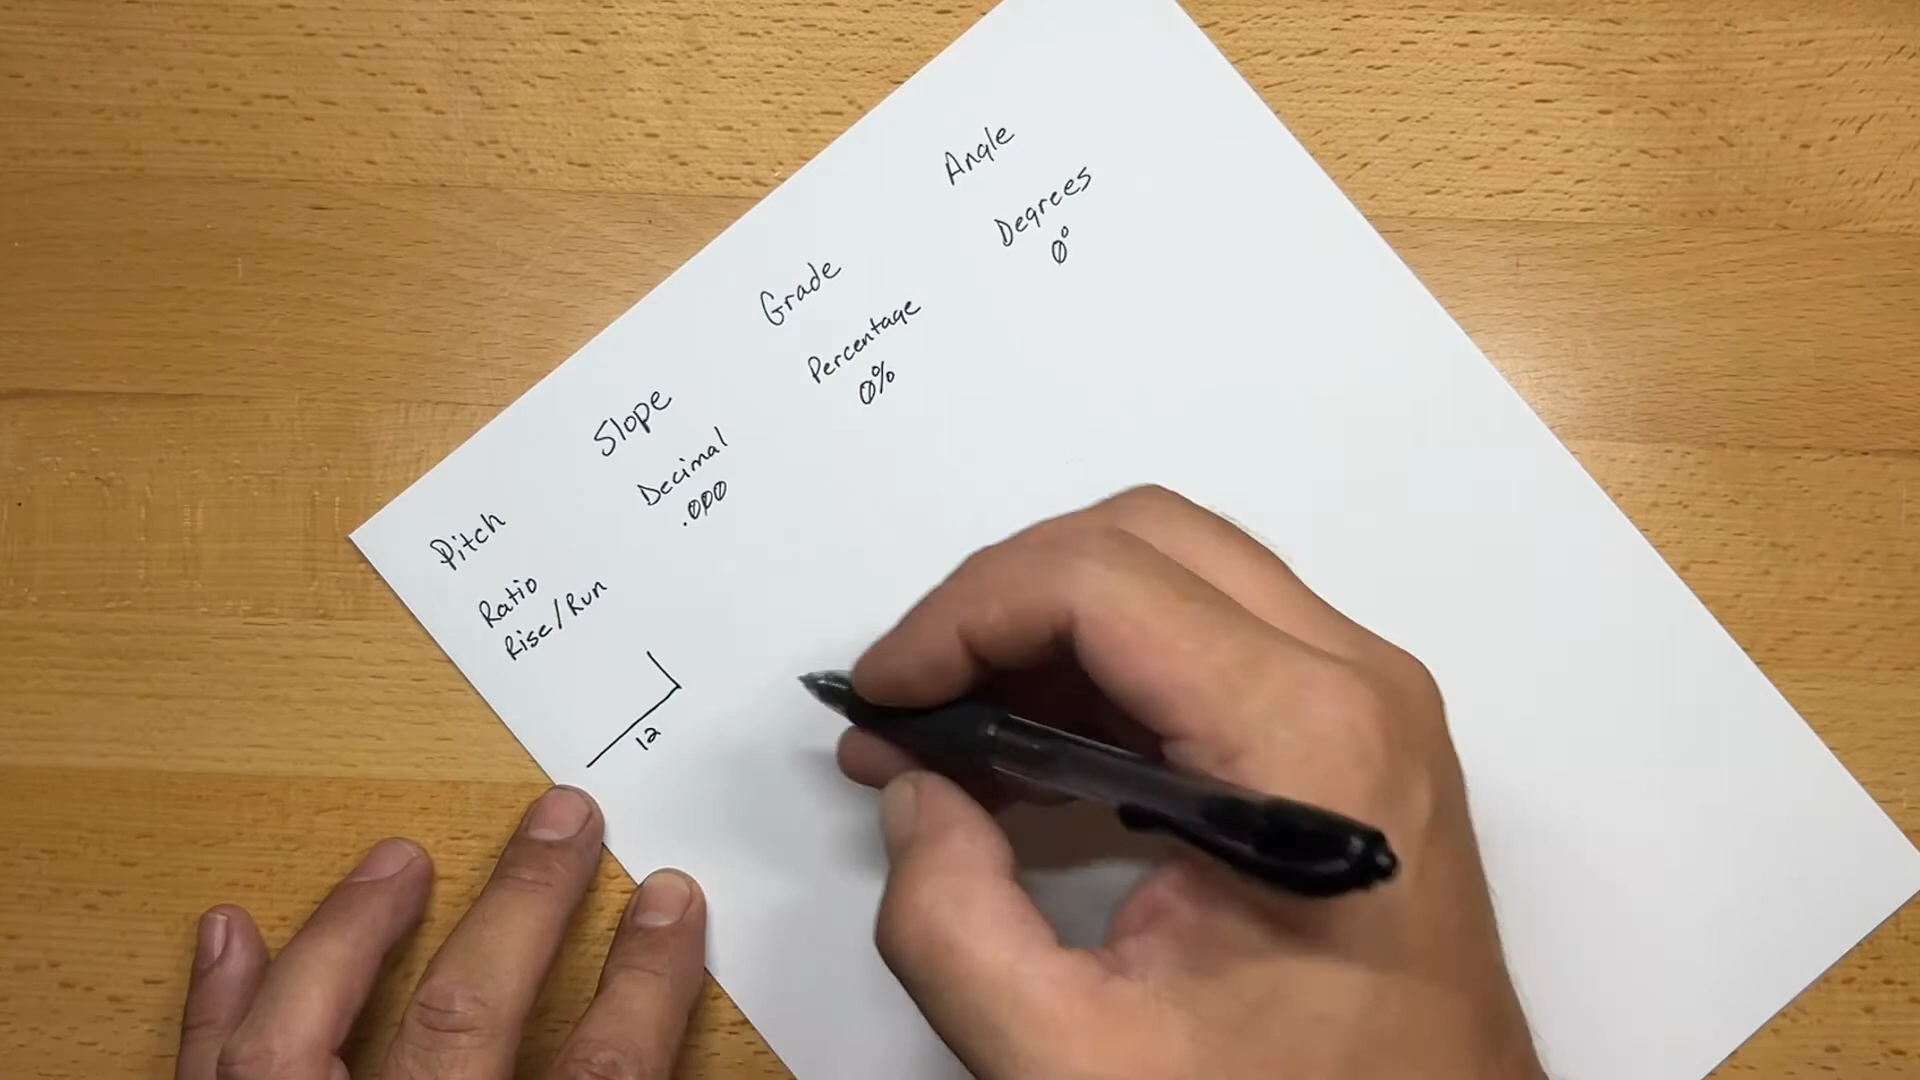 Pitch Slope Grade Angle
Ratio Decimal Percentage Degrees
Rise/Run .000 0% 0°
12